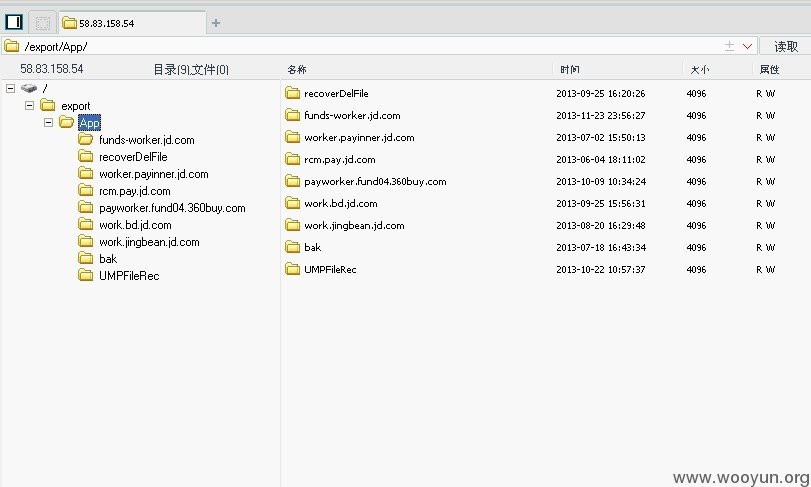 58.83.158.54
/export/App/ 读取
58.83.158.54 目录(9),文件(0) 名称 时间 大小 属性
/
export
App
funds-worker.jd.com
recoverDelFile
worker.payinner.jd.com
rcm.pay.jd.com
payworker.fund04.360buy.com
work.bd.jd.com
work.jingbean.jd.com
bak
UMPFileRec
recoverDelFile 2013-09-25 16:20:26 4096 R W
funds-worker.jd.com 2013-11-23 23:56:27 4096 R W
worker.payinner.jd.com 2013-07-02 15:50:13 4096 R W
rcm.pay.jd.com 2013-06-04 18:11:02 4096 R W
payworker.fund04.360buy.com 2013-10-09 10:34:24 4096 R W
work.bd.jd.com 2013-09-25 15:56:31 4096 R W
work.jingbean.jd.com 2013-08-20 16:29:48 4096 R W
bak 2013-07-18 16:43:34 4096 R W
UMPFileRec 2013-10-22 10:57:37 4096 R W
www.wooyun.org